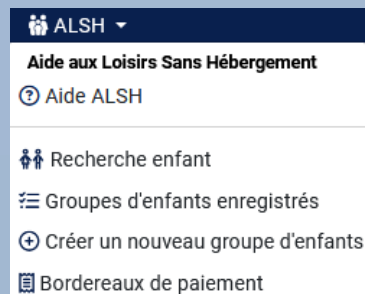 ALSH
Aide aux Loisirs Sans Hébergement
Aide ALSH
Recherche enfant
Groupes d'enfants enregistrés
Créer un nouveau groupe d'enfants
Bordereaux de paiement